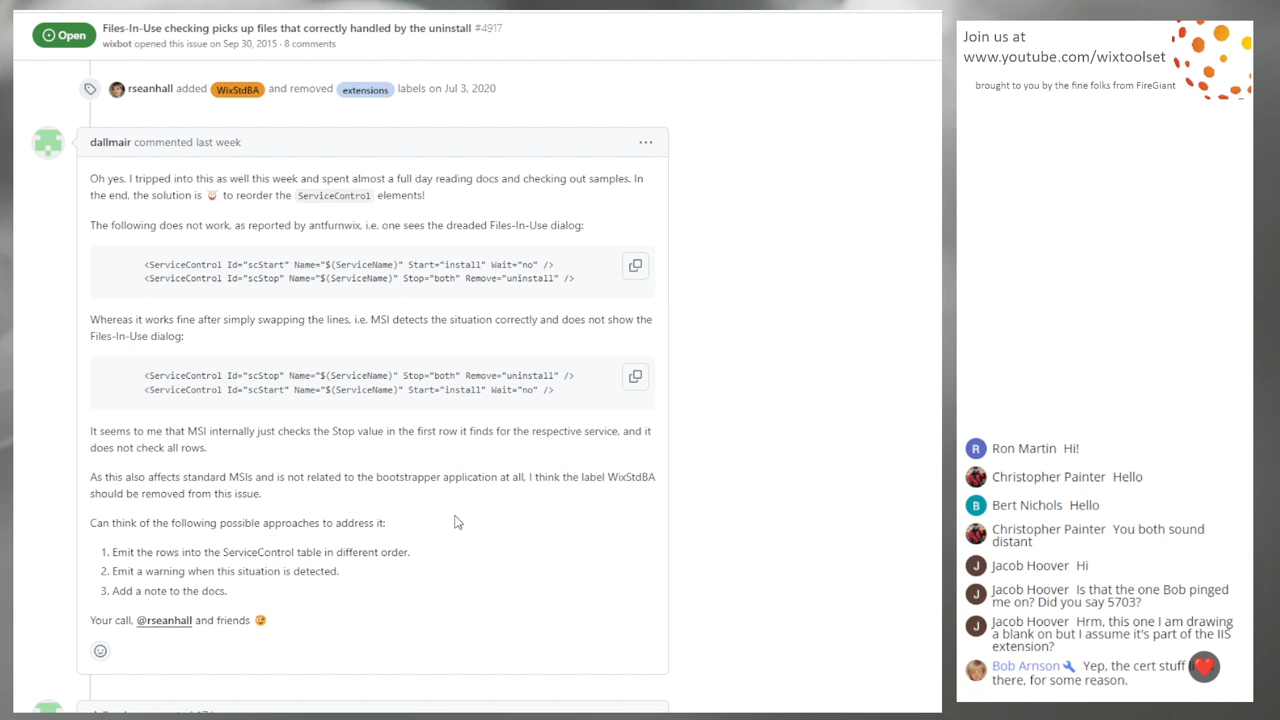 Open
Files-In-Use checking picks up files that correctly handled by the uninstall #4917
wixbot opened this issue on Sep 30, 2015 · 8 comments
rseanhall added WixStdBA and removed extensions labels on Jul 3, 2020
dallmair commented last week
Oh yes, I tripped into this as well this week and spent almost a full day reading docs and checking out samples. In
the end, the solution is 🥁 to reorder the ServiceControl elements!
The following does not work, as reported by antfurnwix, i.e. one sees the dreaded Files-In-Use dialog:
<ServiceControl Id="scStart" Name="$(ServiceName)" Start="install" Wait="no" />
<ServiceControl Id="scStop" Name="$(ServiceName)" Stop="both" Remove="uninstall" />
Whereas it works fine after simply swapping the lines, i.e. MSI detects the situation correctly and does not show the
Files-In-Use dialog:
<ServiceControl Id="scStop" Name="$(ServiceName)" Stop="both" Remove="uninstall" />
<ServiceControl Id="scStart" Name="$(ServiceName)" Start="install" Wait="no" />
It seems to me that MSI internally just checks the Stop value in the first row it finds for the respective service, and it
does not check all rows.
As this also affects standard MSIs and is not related to the bootstrapper application at all, I think the label WixStdBA
should be removed from this issue.
Can think of the following possible approaches to address it:
1. Emit the rows into the ServiceControl table in different order.
2. Emit a warning when this situation is detected.
3. Add a note to the docs.
Your call, @rseanhall and friends 😉
Join us at
www.youtube.com/wixtoolset
brought to you by the fine folks from FireGiant
R Ron Martin Hi!
Christopher Painter Hello
B Bert Nichols Hello
Christopher Painter You both sound
distant
J Jacob Hoover Hi
J Jacob Hoover Is that the one Bob pinged
me on? Did you say 5703?
J Jacob Hoover Hrm, this one I am drawing
a blank on but I assume it's part of the IIS
extension?
Bob Arnson 🔧 Yep, the cert stuff
there, for some reason.